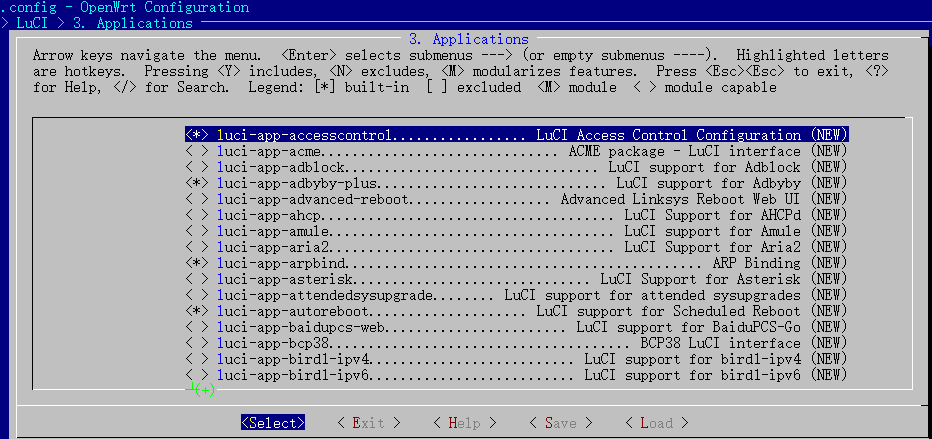 .config - OpenWrt Configuration
> LuCI > 3. Applications
3. Applications
Arrow keys navigate the menu. <Enter> selects submenus ---> (or empty submenus ----). Highlighted letters
are hotkeys. Pressing <Y> includes, <N> excludes, <M> modularizes features. Press <Esc><Esc> to exit, <?>
for Help, </> for Search. Legend: [*] built-in [ ] excluded <M> module < > module capable
<*> luci-app-accesscontrol................. LuCI Access Control Configuration (NEW)
< > luci-app-acme.............................. ACME package - LuCI interface (NEW)
< > luci-app-adblock................................ LuCI support for Adblock (NEW)
<*> luci-app-adbyby-plus.............................. LuCI support for Adbyby (NEW)
< > luci-app-advanced-reboot................... Advanced Linksys Reboot Web UI (NEW)
< > luci-app-ahcp..................................... LuCI Support for AHCPd (NEW)
< > luci-app-amule.................................... LuCI Support for Amule (NEW)
< > luci-app-aria2.................................... LuCI Support for Aria2 (NEW)
<*> luci-app-arpbind............................................. ARP Binding (NEW)
< > luci-app-asterisk.............................. LuCI Support for Asterisk (NEW)
< > luci-app-attendedsysupgrade........ LuCI support for attended sysupgrades (NEW)
<*> luci-app-autoreboot..................... LuCI support for Scheduled Reboot (NEW)
< > luci-app-baidupcs-web........................ LuCI support for BaiduPCS-Go (NEW)
< > luci-app-bcp38....................................... BCP38 LuCI interface (NEW)
< > luci-app-bird1-ipv4.......................... LuCI support for bird1-ipv4 (NEW)
< > luci-app-bird1-ipv6.......................... LuCI support for bird1-ipv6 (NEW)
(+)
<Select> < Exit > < Help > < Save > < Load >